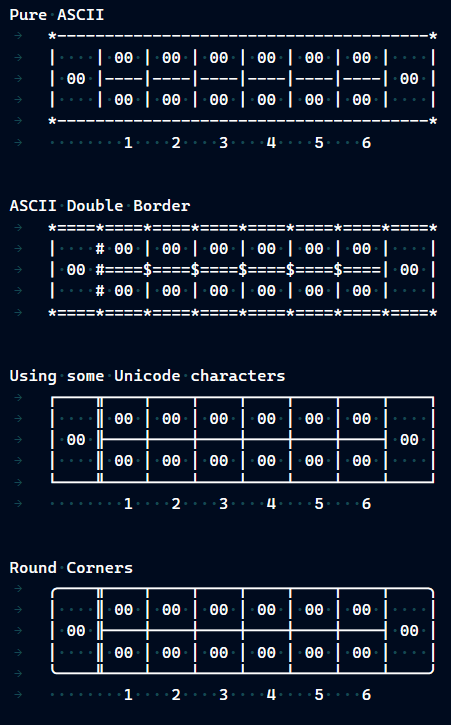 Pure ASCII
*---------------------------------------*
|    | 00 | 00 | 00 | 00 | 00 | 00 |    |
| 00 |----|----|----|----|----|----| 00 |
|    | 00 | 00 | 00 | 00 | 00 | 00 |    |
*---------------------------------------*
        1    2    3    4    5    6
ASCII Double Border
*====*====*====*====*====*====*====*====*
|    # 00 | 00 | 00 | 00 | 00 | 00 |    |
| 00 #====$====$====$====$====$====| 00 |
|    # 00 | 00 | 00 | 00 | 00 | 00 |    |
*====*====*====*====*====*====*====*====*
Using some Unicode characters
┌────╥────┬────┬────┬────┬────┬────┬────┐
│    ║ 00 │ 00 │ 00 │ 00 │ 00 │ 00 │    │
│ 00 ╟────┼────┼────┼────┼────┼────┤ 00 │
│    ║ 00 │ 00 │ 00 │ 00 │ 00 │ 00 │    │
└────╨────┴────┴────┴────┴────┴────┴────┘
        1    2    3    4    5    6
Round Corners
╭────╥────┬────┬────┬────┬────┬────┬────╮
│    ║ 00 │ 00 │ 00 │ 00 │ 00 │ 00 │    │
│ 00 ╟────┼────┼────┼────┼────┼────┤ 00 │
│    ║ 00 │ 00 │ 00 │ 00 │ 00 │ 00 │    │
╰────╨────┴────┴────┴────┴────┴────┴────╯
        1    2    3    4    5    6